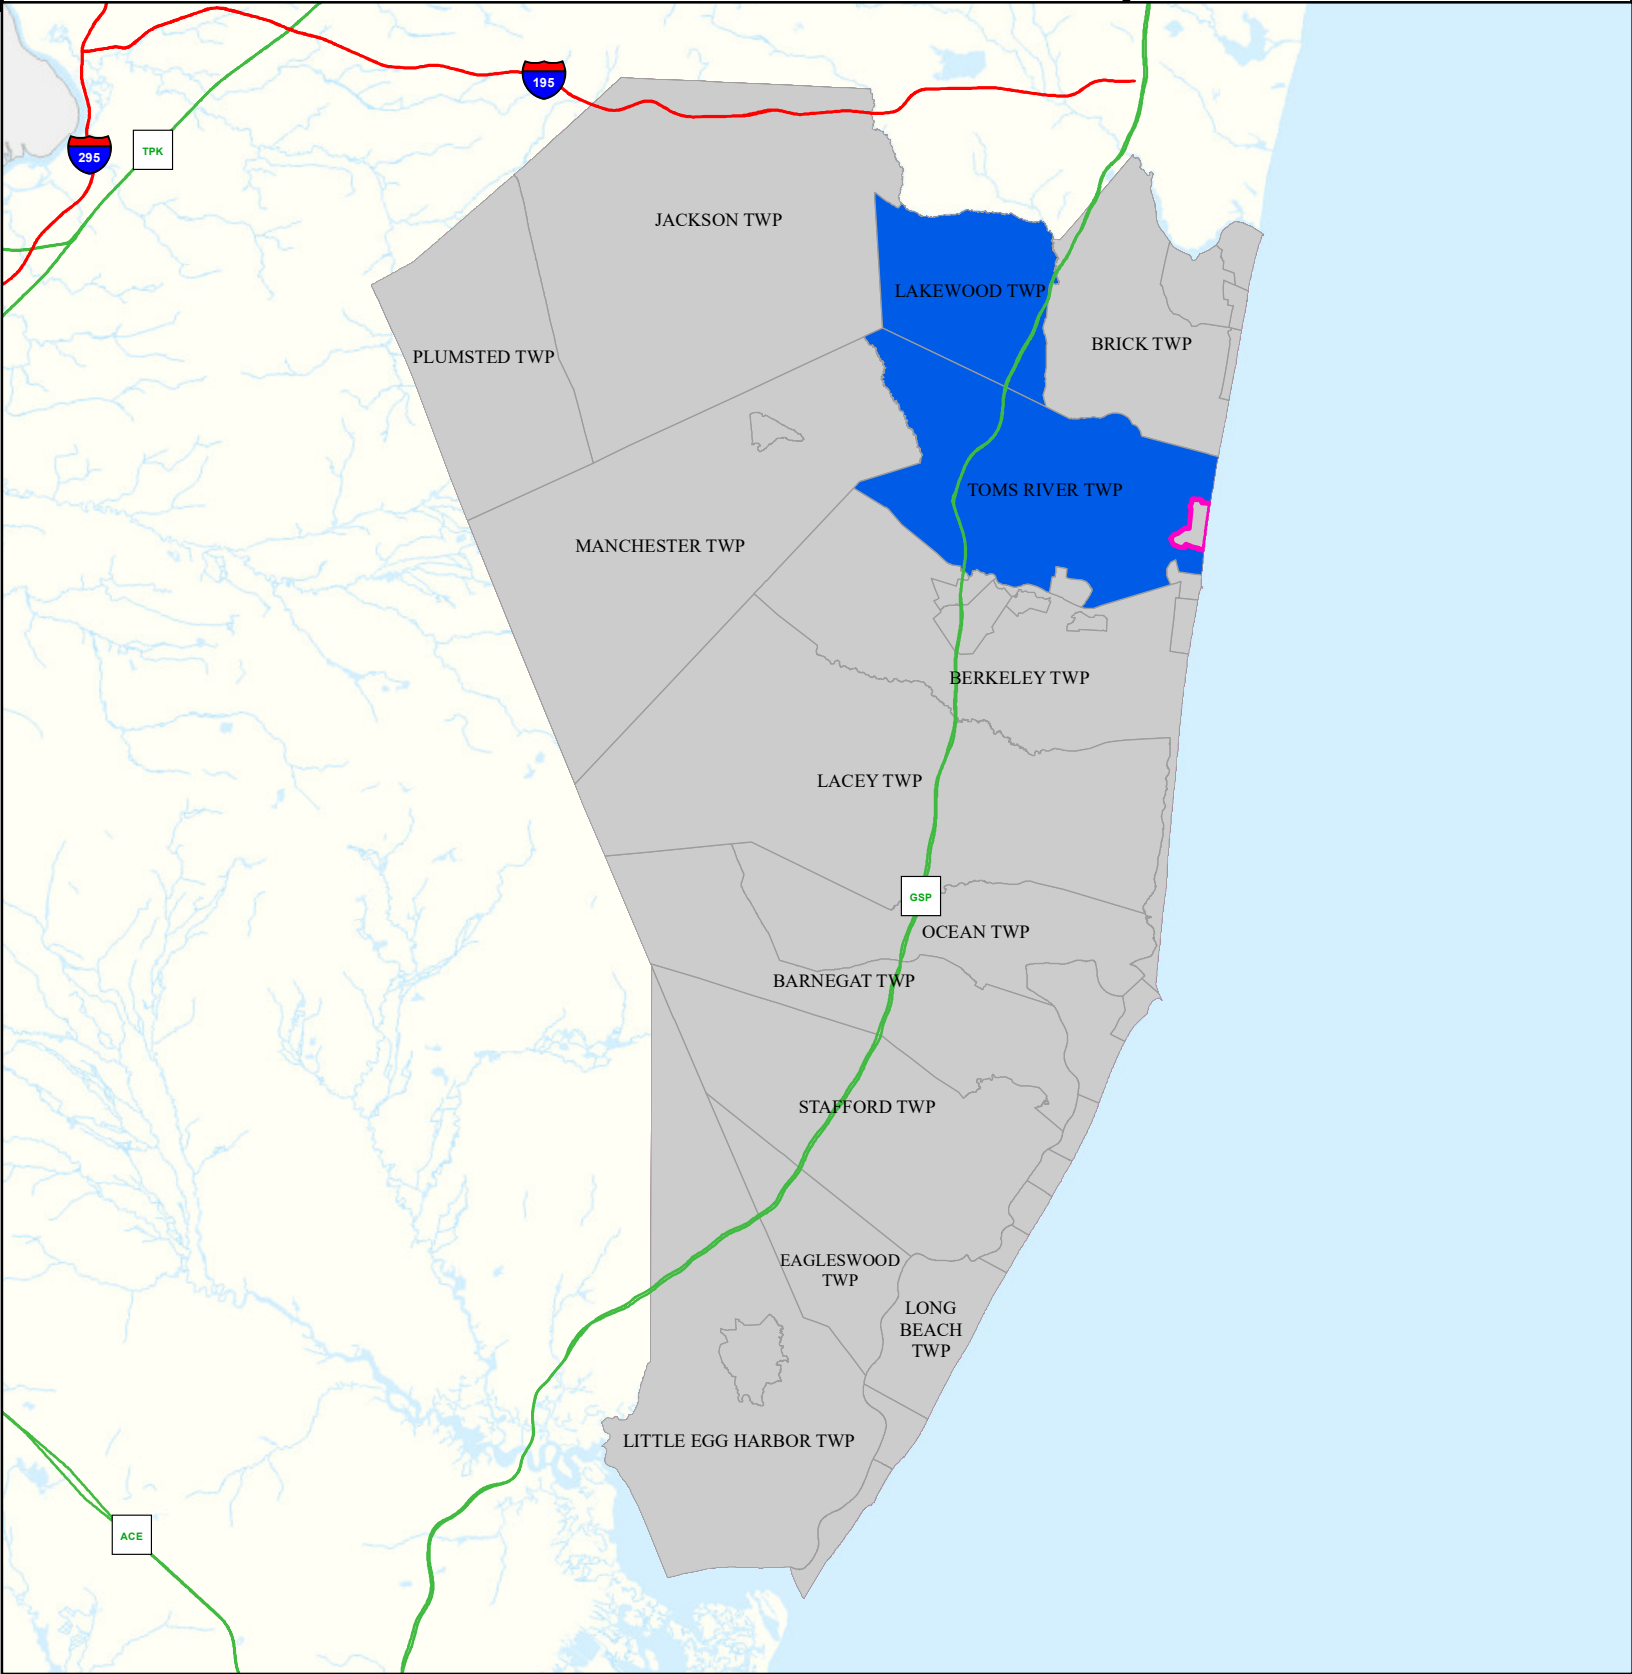 195
TPK
295
JACKSON TWP
LAKEWOOD TWP
BRICK TWP
PLUMSTED TWP
TOMS RIVER TWP
MANCHESTER TWP
BERKELEY TWP
LACEY TWP
GSP
OCEAN TWP
BARNEGAT TWP
STAFFORD TWP
EAGLESWOOD
TWP
LONG
BEACH
TWP
LITTLE EGG HARBOR TWP
ACE